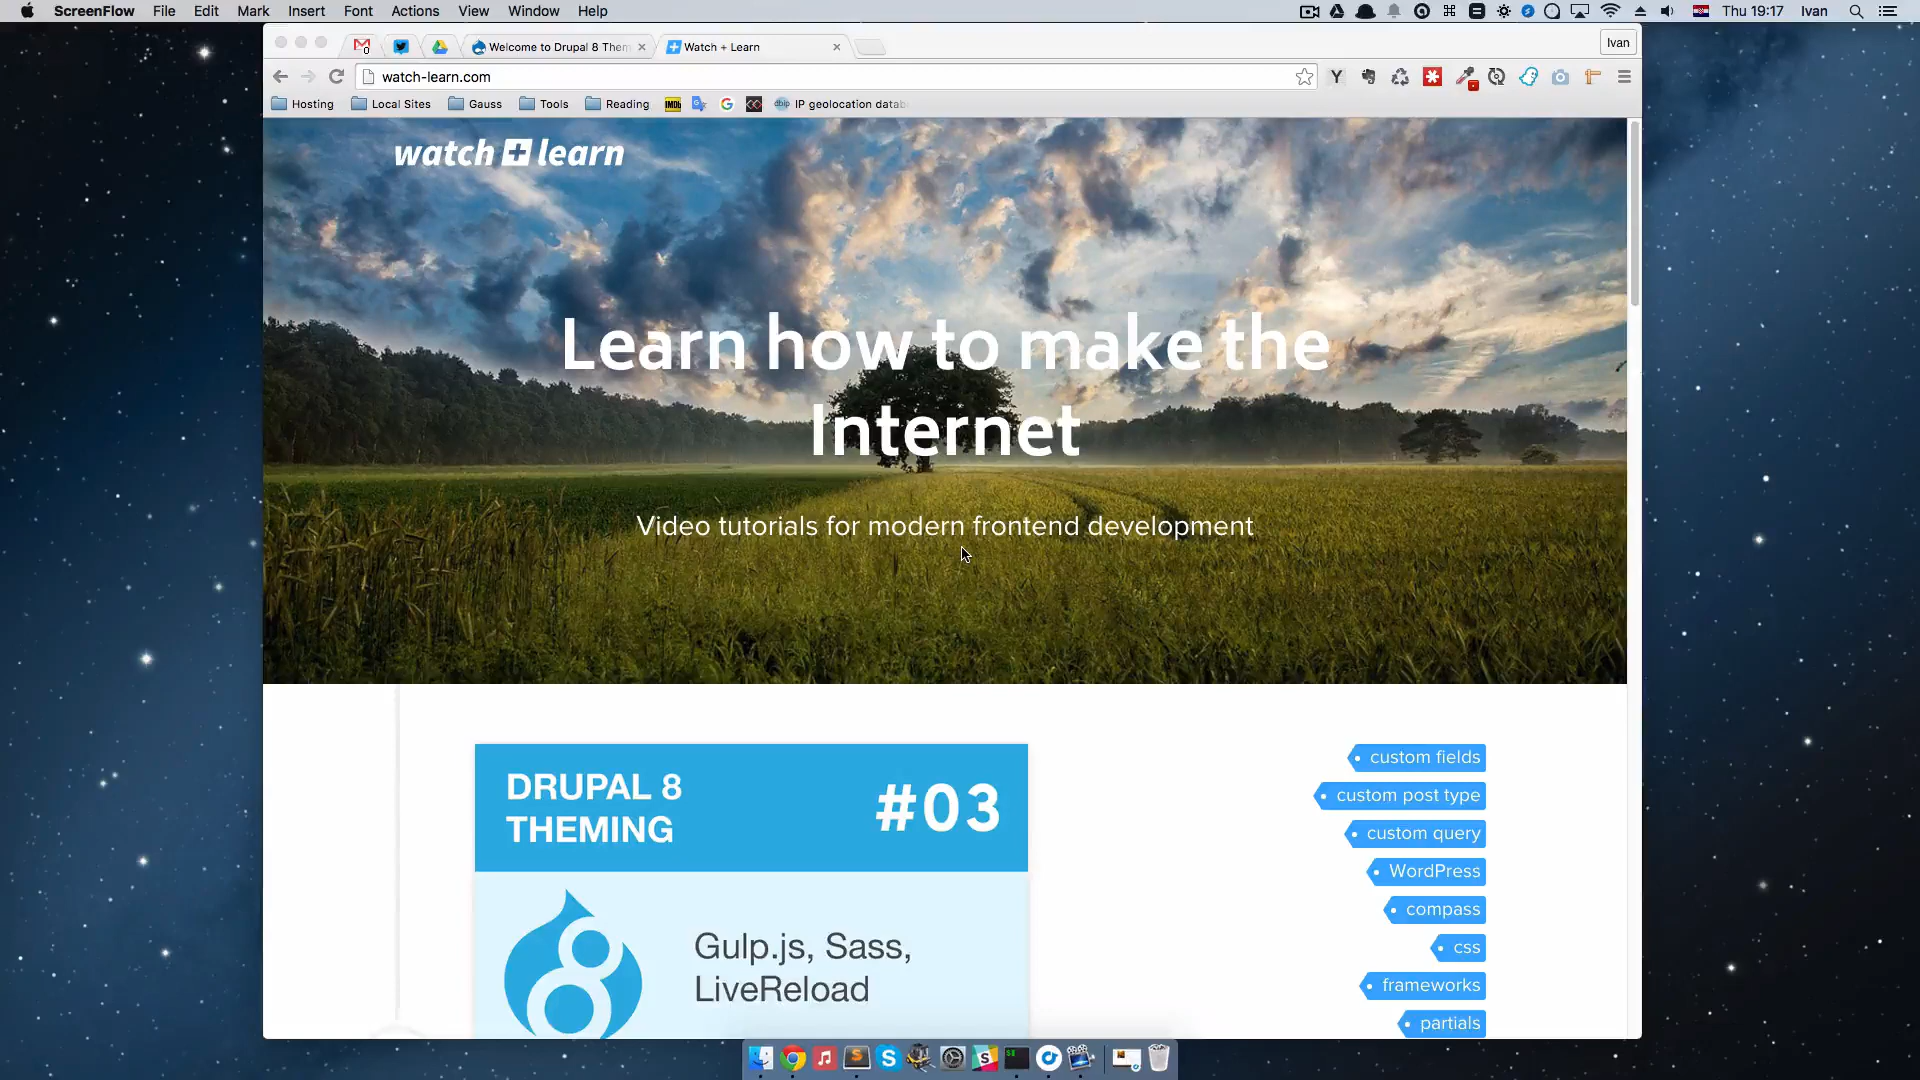 ScreenFlow File Edit Mark Insert Font Actions View Window Help Thu 19:17 Ivan
0 Welcome to Drupal 8 Them Watch + Learn Ivan
watch-learn.com Y
Hosting Local Sites Gauss Tools Reading IMDb G dbip IP geolocation datab
watch + learn
Learn how to make the
Internet
Video tutorials for modern frontend development
DRUPAL 8
THEMING
#03
Gulp.js, Sass,
LiveReload
custom fields
custom post type
custom query
WordPress
compass
css
frameworks
partials